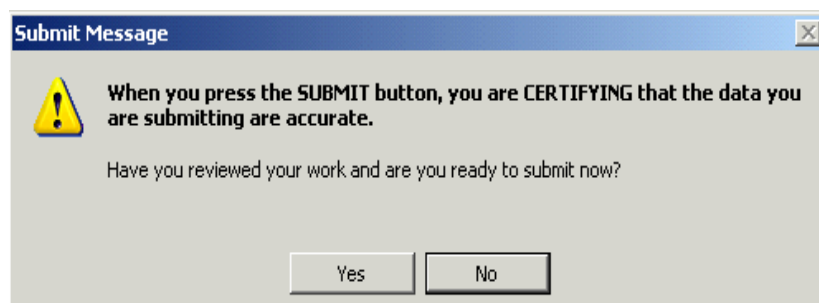 Submit Message
When you press the SUBMIT button, you are CERTIFYING that the data you
are submitting are accurate.
Have you reviewed your work and are you ready to submit now?
Yes No